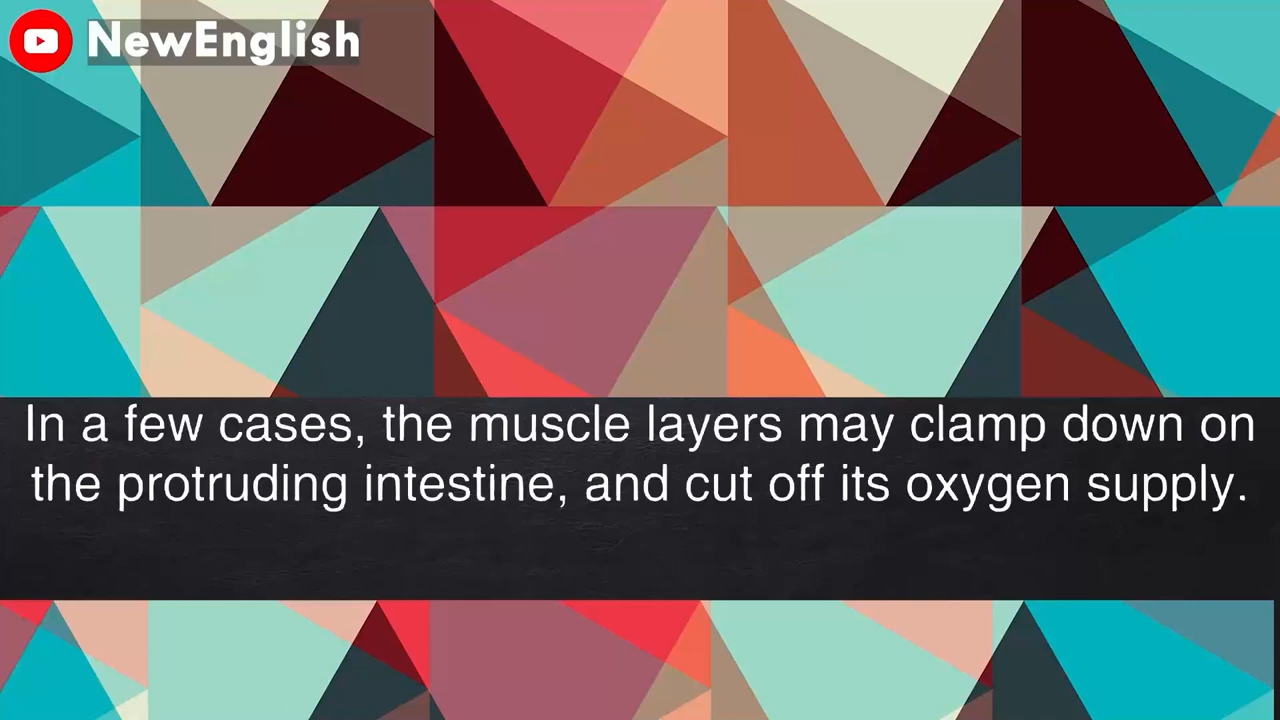 NewEnglish
In a few cases, the muscle layers may clamp down on
the protruding intestine, and cut off its oxygen supply.